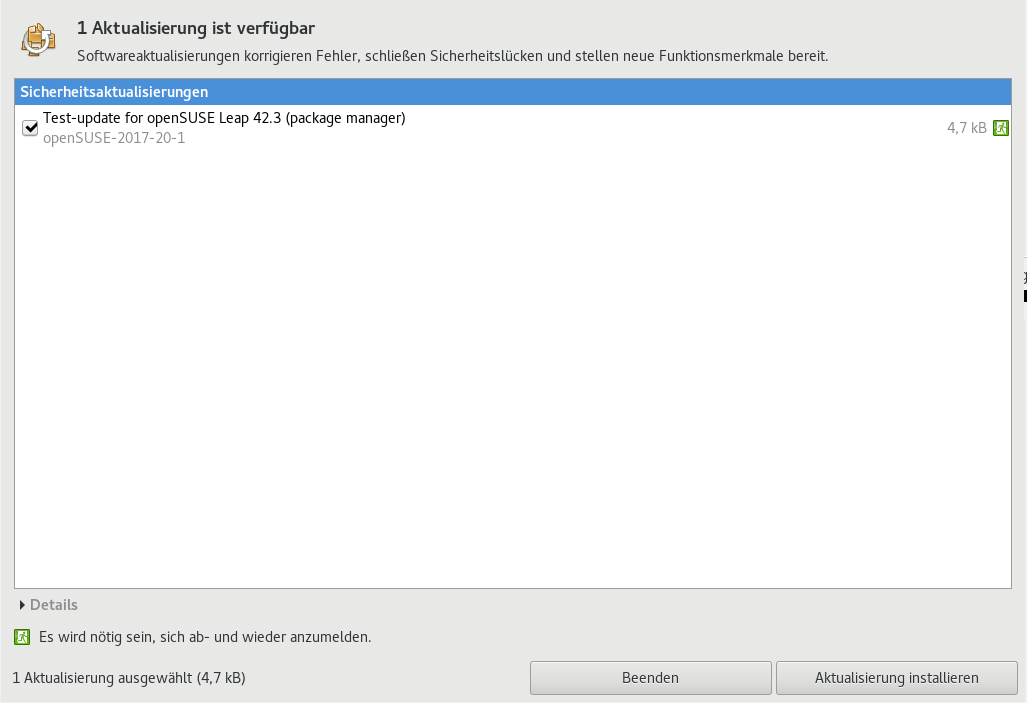 1 Aktualisierung ist verfügbar
Softwareaktualisierungen korrigieren Fehler, schließen Sicherheitslücken und stellen neue Funktionsmerkmale bereit.
Sicherheitsaktualisierungen
Test-update for openSUSE Leap 42.3 (package manager)
openSUSE-2017-20-1
4,7 kB
Details
Es wird nötig sein, sich ab- und wieder anzumelden.
1 Aktualisierung ausgewählt (4,7 kB)
Beenden
Aktualisierung installieren